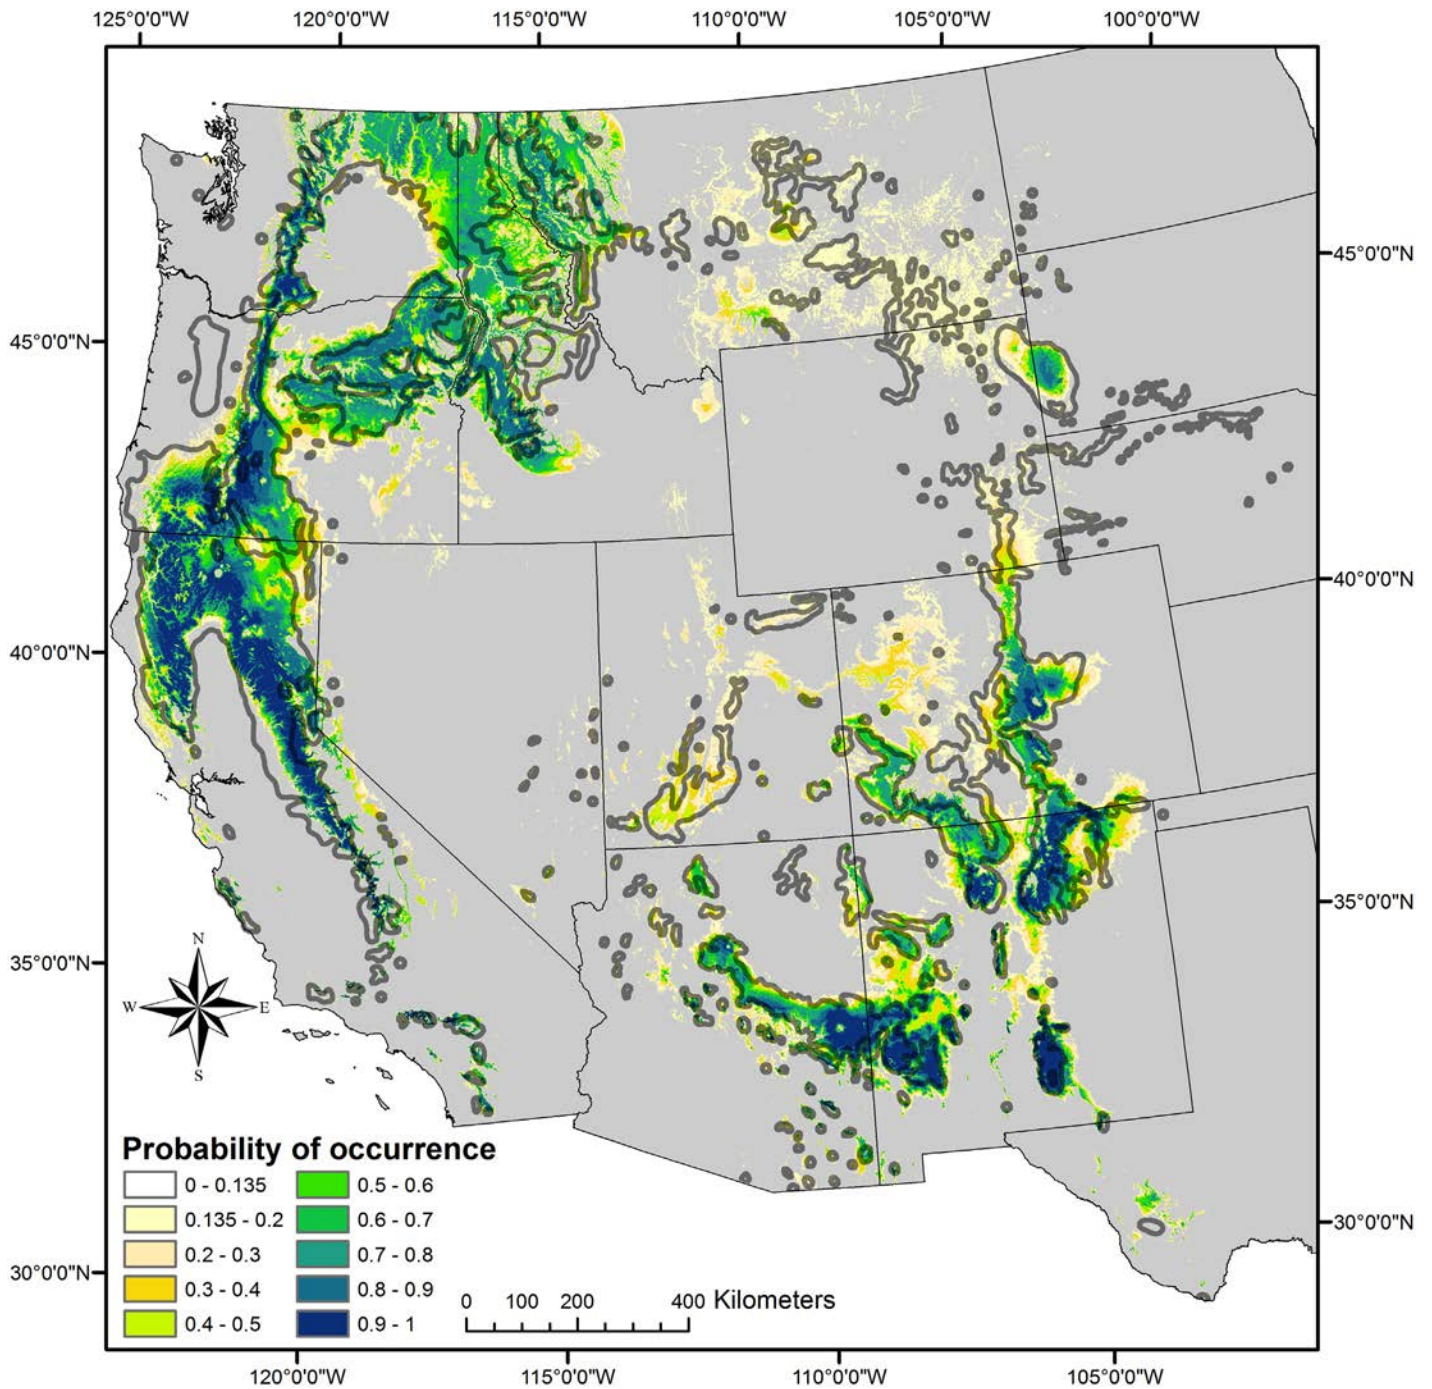 125°0'0"W 120°0'0"W 115°0'0"W 110°0'0"W 105°0'0"W 100°0'0"W
45°0'0"N
45°0'0"N
40°0'0"N
40°0'0"N
35°0'0"N
35°0'0"N
N
W E
S
30°0'0"N
30°0'0"N
Probability of occurrence
0 - 0.135 0.5 - 0.6
0.135 - 0.2 0.6 - 0.7
0.2 - 0.3 0.7 - 0.8
0.3 - 0.4 0.8 - 0.9
0.4 - 0.5 0.9 - 1
0 100 200 400 Kilometers
120°0'0"W 115°0'0"W 110°0'0"W 105°0'0"W